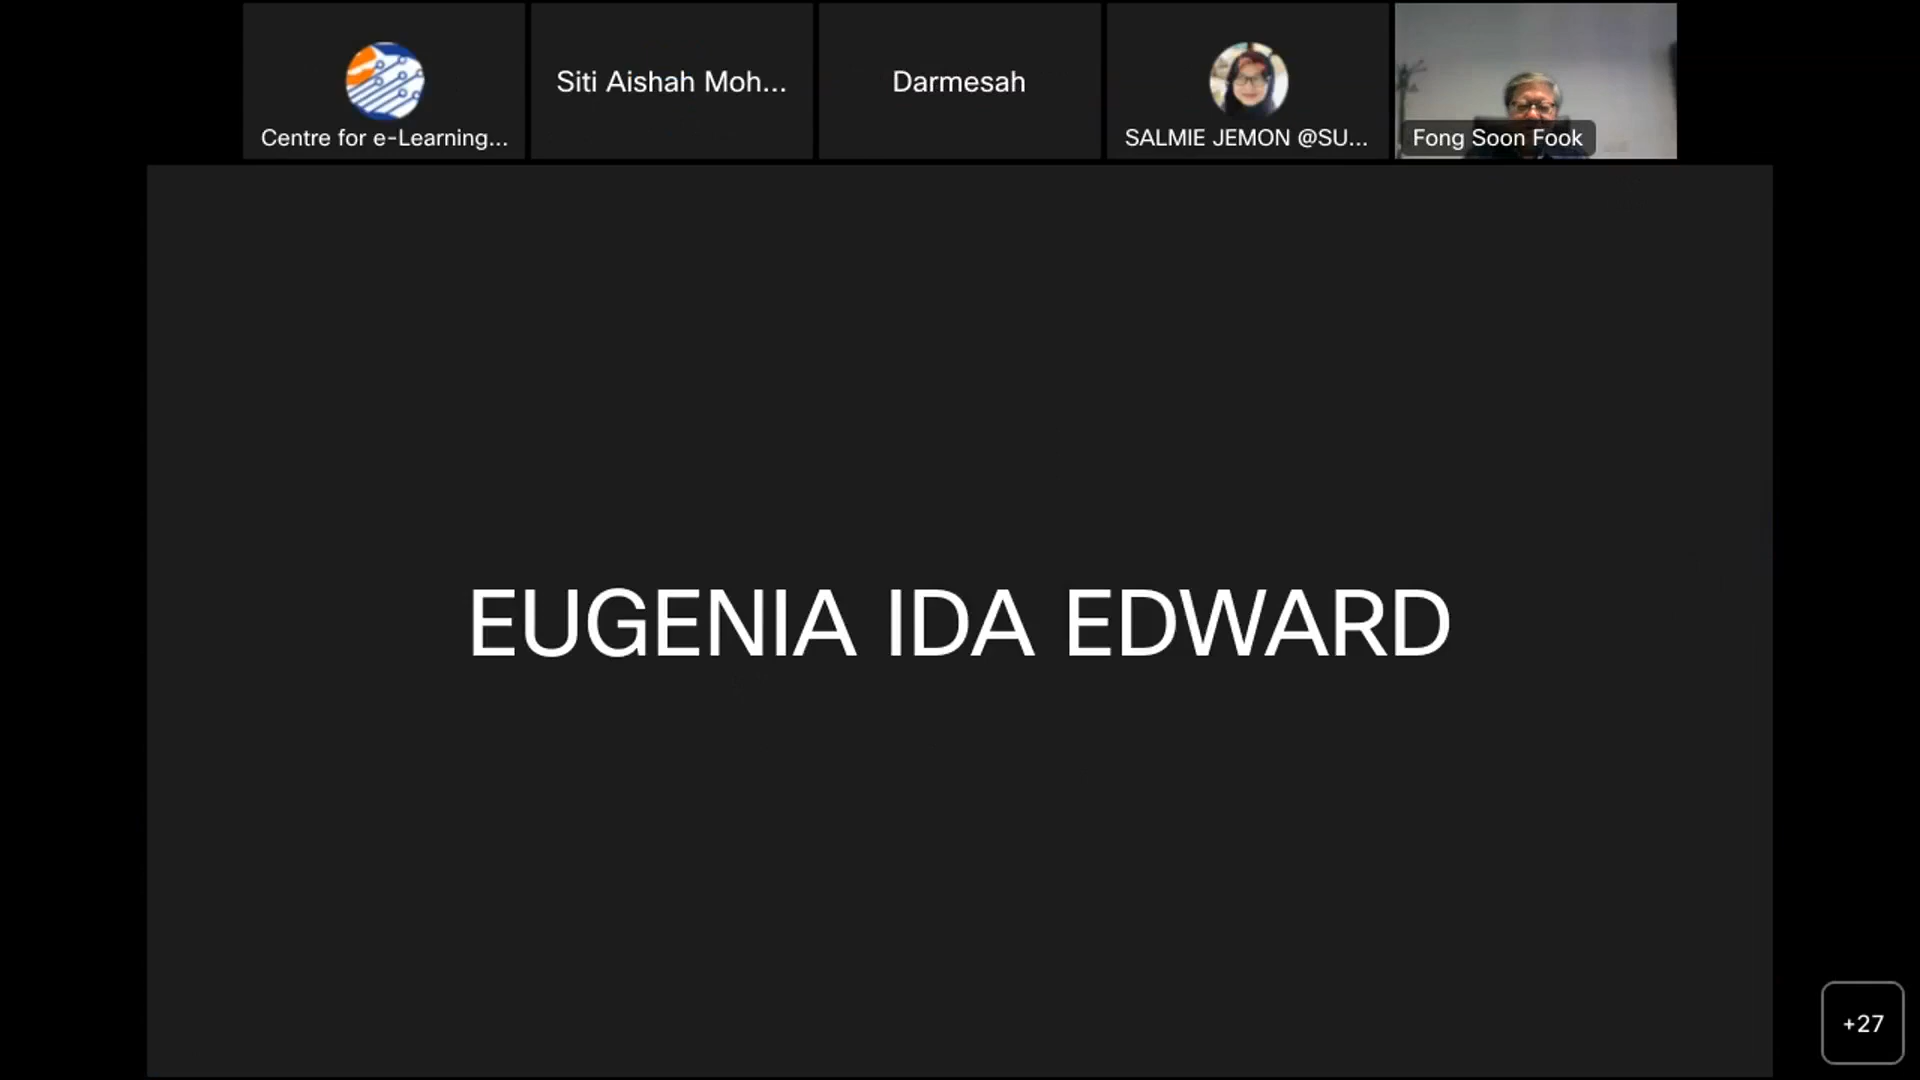 Centre for e-Learning...
Siti Aishah Moh...
Darmesah
SALMIE JEMON @SU...
Fong Soon Fook
EUGENIA IDA EDWARD
+27